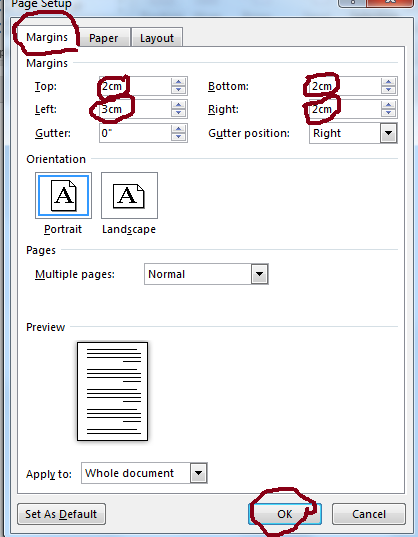 Page Setup ?
Margins Paper Layout
Margins
Top: 2cm Bottom: 2cm
Left: 3cm Right: 2cm
Gutter: 0" Gutter position: Right
Orientation
A A
Portrait Landscape
Pages
Multiple pages: Normal
Preview
Apply to: Whole document
Set As Default OK Cancel